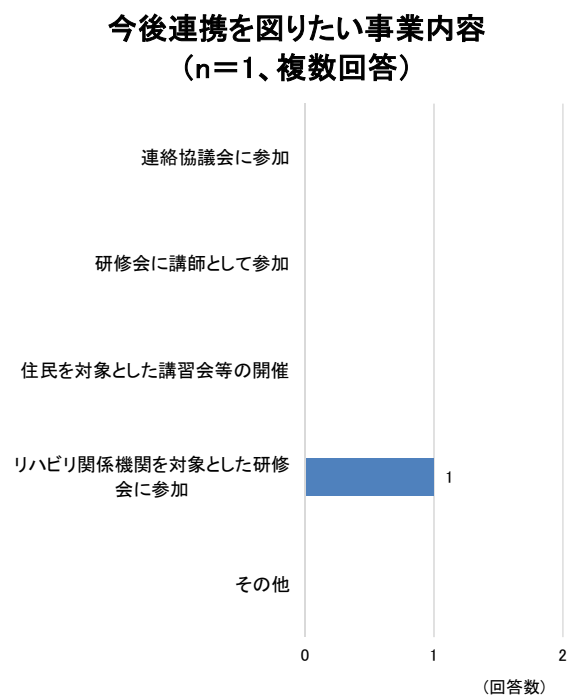 今後連携を図りたい事業内容
（n＝1、複数回答）
連絡協議会に参加
研修会に講師として参加
住民を対象とした講習会等の開催
リハビリ関係機関を対象とした研修
会に参加
1
その他
0 1 2
（回答数）